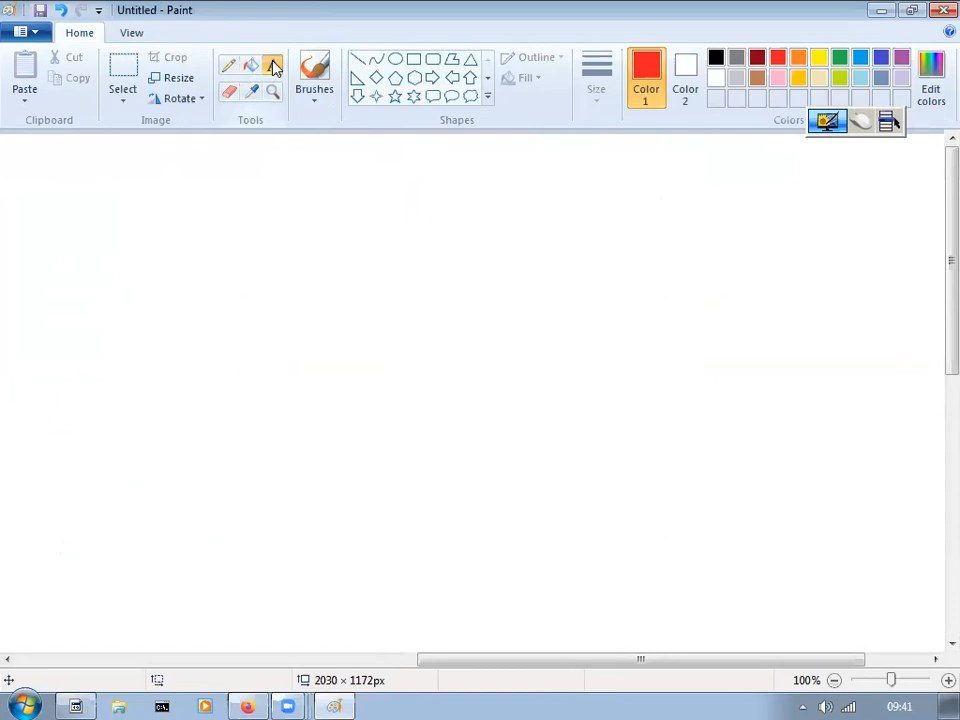 Untitled - Paint
Home
View
Paste
Cut
Copy
Clipboard
Select
Crop
Resize
Rotate
Image
Tools
Brushes
Shapes
Outline
Fill
Size
Color 1
Color 2
Edit colors
Colors
2030 × 1172px
100%
09:41